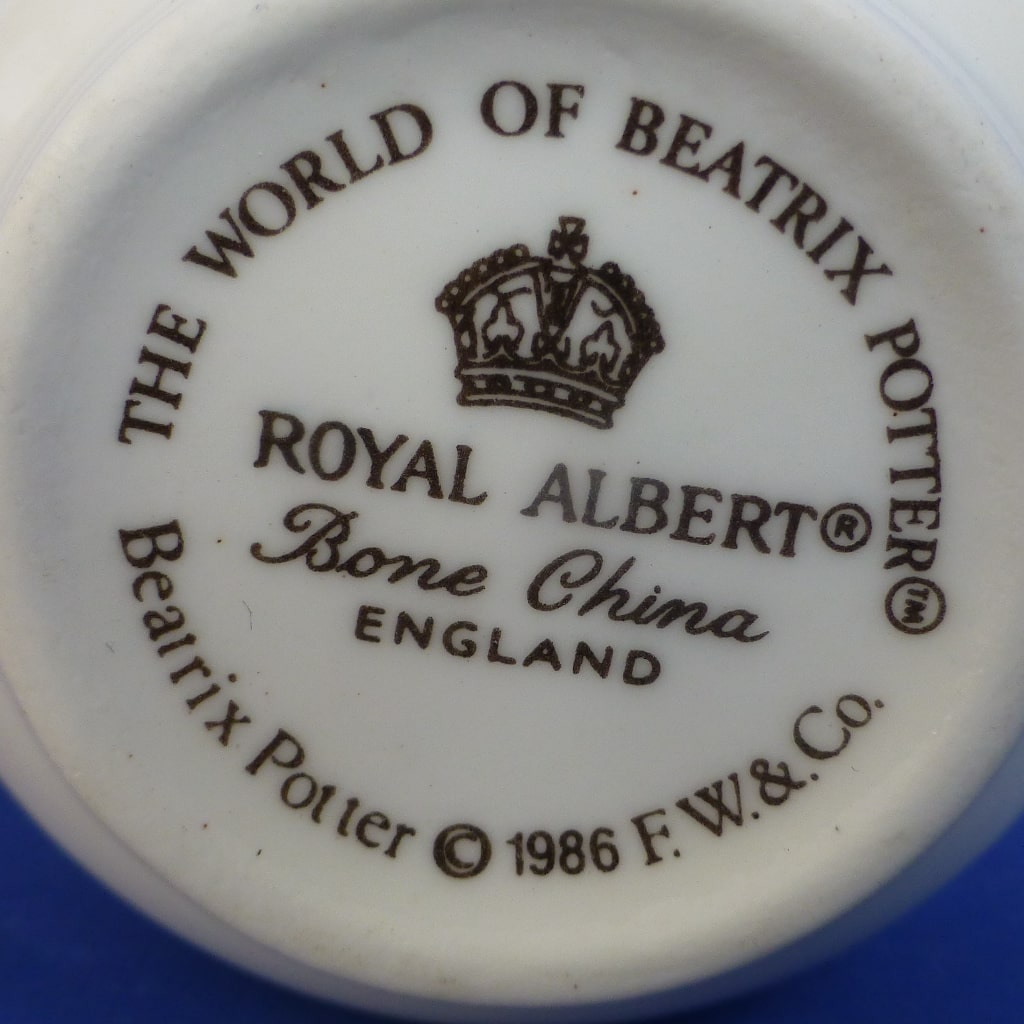 THE WORLD OF BEATRIX POTTER™
ROYAL ALBERT®
Bone China
ENGLAND
Beatrix Potter © 1986 F.W.&.Co.